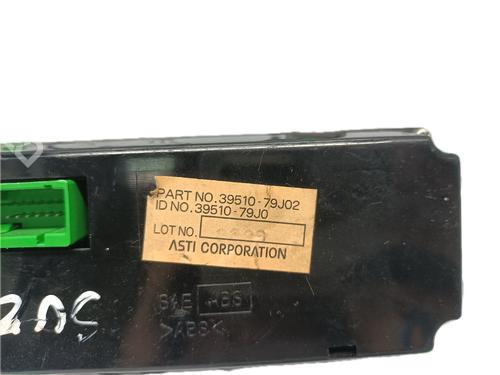 PART NO. 39510-79J02
ID NO. 39510-79J0
LOT NO.
ASTI CORPORATION
>ABS<